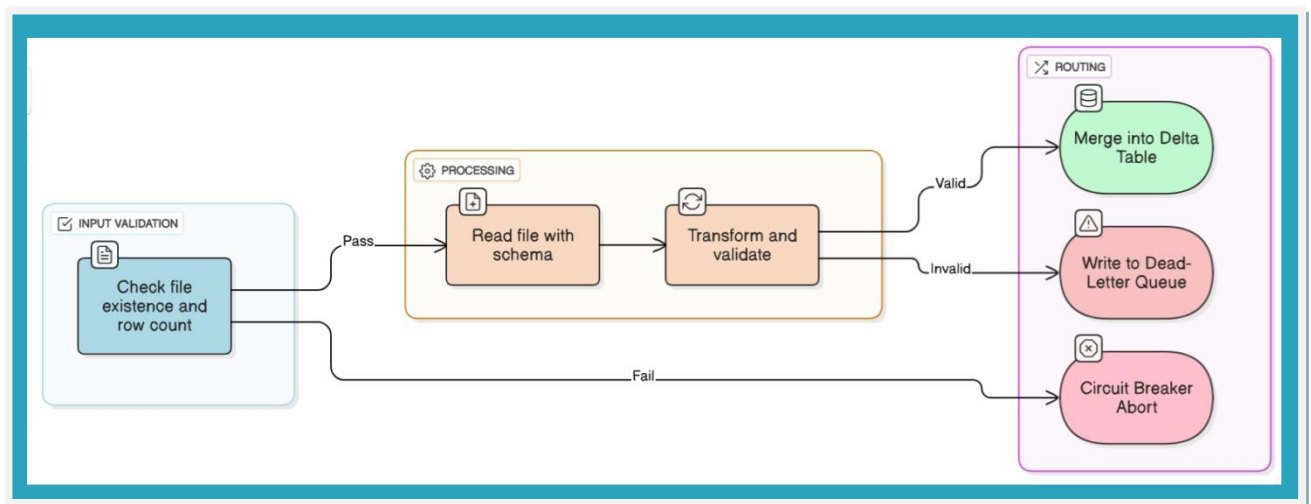 INPUT VALIDATION
Check file
existence and
row count
Pass
Fail
PROCESSING
Read file with
schema
Transform and
validate
Valid
Invalid
ROUTING
Merge into Delta
Table
Write to Dead-
Letter Queue
Circuit Breaker
Abort